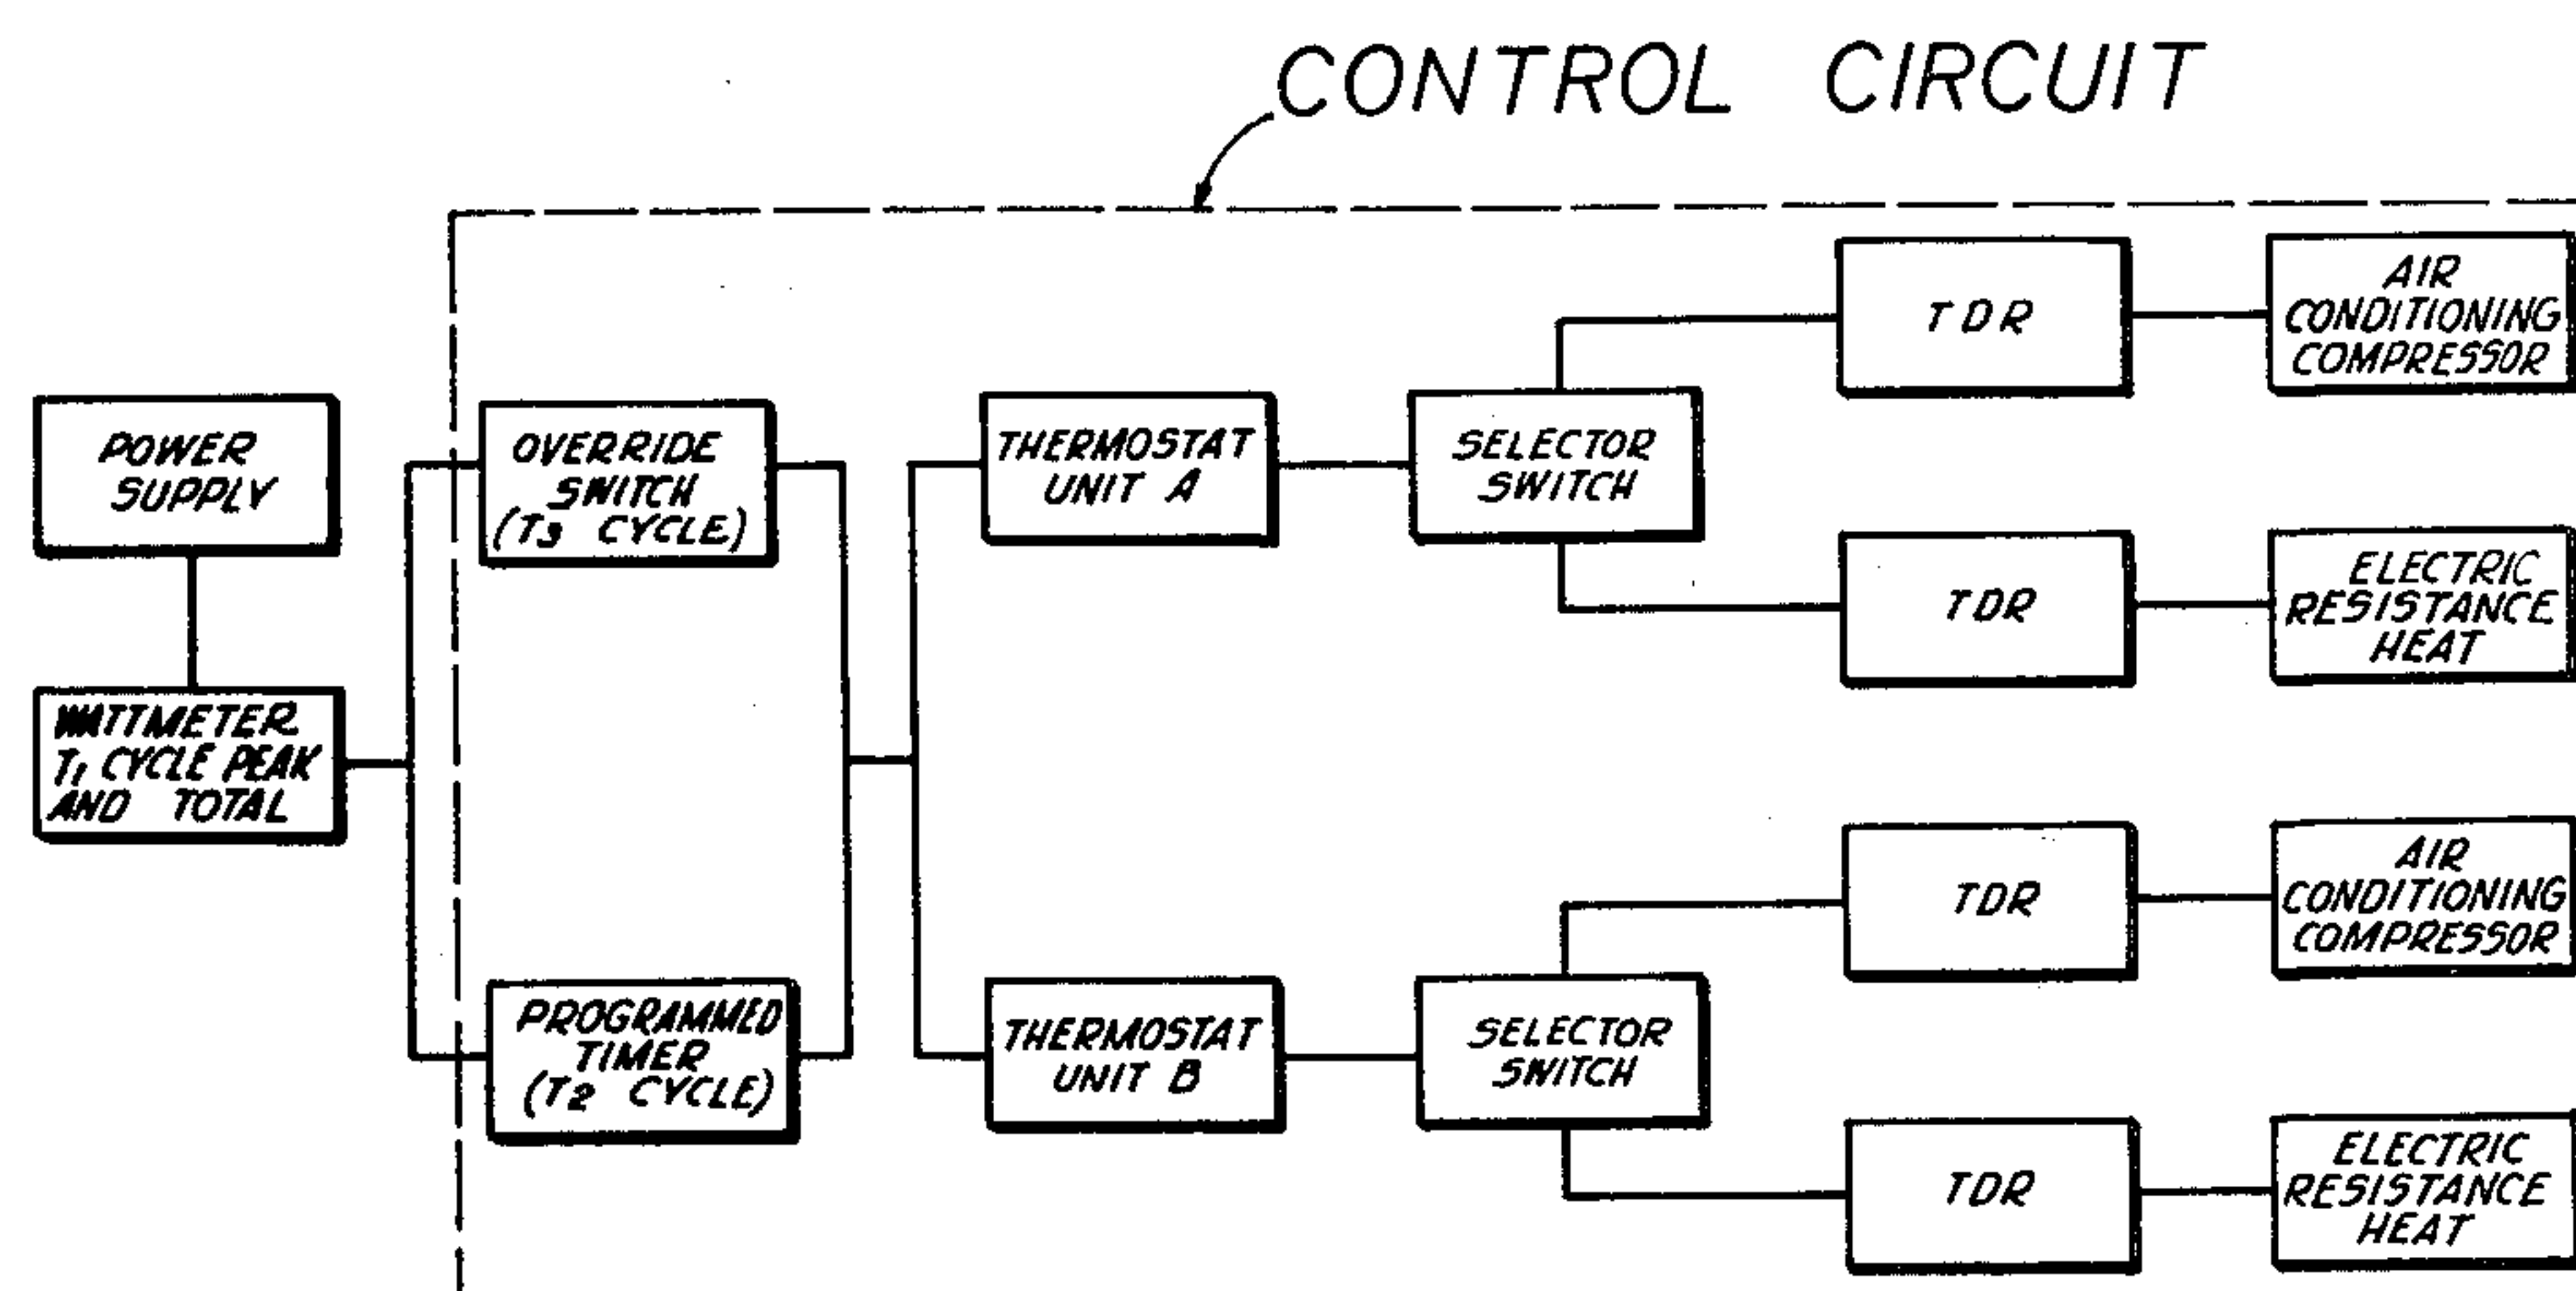 CONTROL CIRCUIT
POWER
SUPPLY
WATTMETER
T1 CYCLE PEAK
AND TOTAL
OVERRIDE
SWITCH
(T3 CYCLE)
PROGRAMMED
TIMER
(T2 CYCLE)
THERMOSTAT
UNIT A
SELECTOR
SWITCH
TDR
AIR
CONDITIONING
COMPRESSOR
TDR
ELECTRIC
RESISTANCE
HEAT
THERMOSTAT
UNIT B
SELECTOR
SWITCH
TDR
AIR
CONDITIONING
COMPRESSOR
TDR
ELECTRIC
RESISTANCE
HEAT